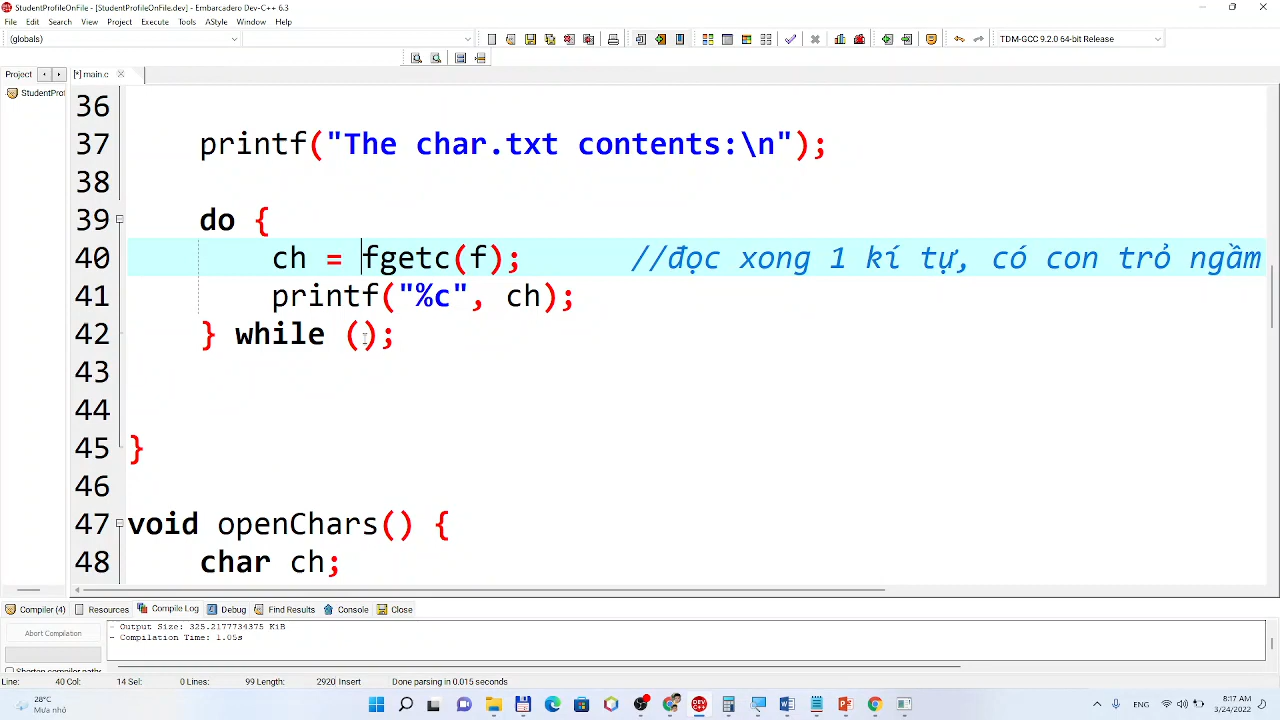 StudentProfileOnFile - [StudentProfileOnFile.dev] - Embarcadero Dev-C++ 6.3
File Edit Search View Project Execute Tools AStyle Window Help
(globals)
TDM-GCC 9.2.0 64-bit Release
Project
[*] main.c
StudentProf
36
37 printf("The char.txt contents:\n");
38
39 do {
40 ch = fgetc(f); //đọc xong 1 kí tự, có con trỏ ngầm
41 printf("%c", ch);
42 } while ();
43
44
45 }
46
47 void openChars() {
48 char ch;
Compiler (4) Resources Compile Log Debug Find Results Console Close
Abort Compilation
- Output Size: 325.2177734375 KiB
- Compilation Time: 1.05s
Shorten compiler paths
Line: 40 Col: 14 Sel: 0 Lines: 99 Length: 2920 Insert Done parsing in 0.015 seconds
28°C
Mưa nhỏ
ENG
8:17 AM
3/24/2022